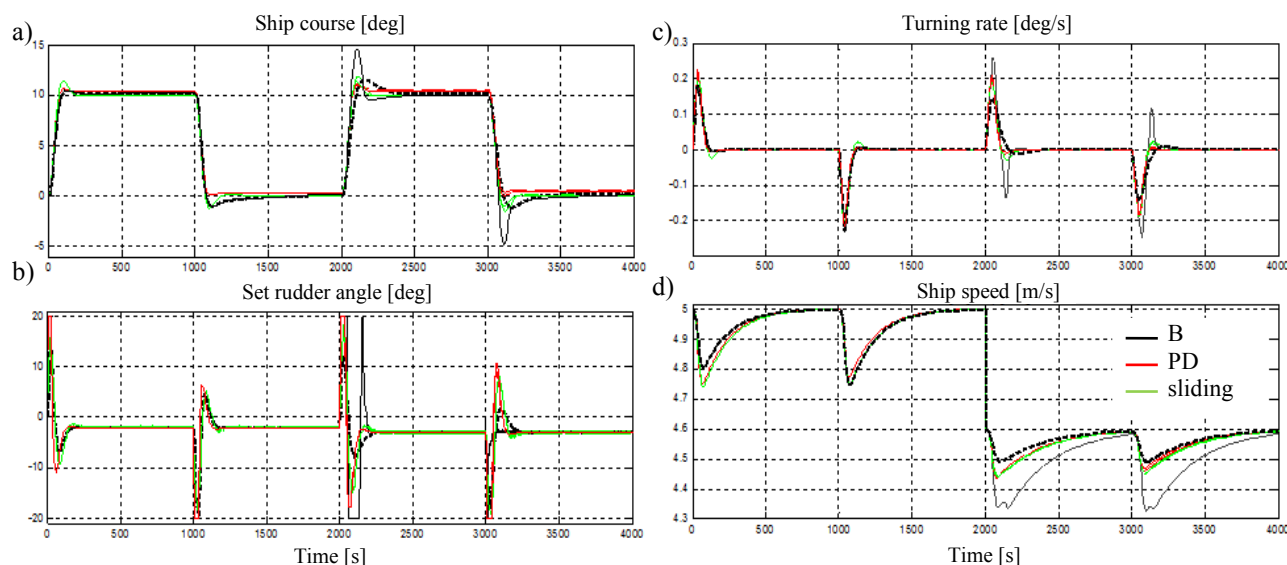 a) Ship course [deg]
15
10
5
0
-5
0 500 1000 1500 2000 2500 3000 3500 4000
c) Turning rate [deg/s]
0.3
0.2
0.1
0
-0.1
-0.2
0 500 1000 1500 2000 2500 3000 3500 4000
b) Set rudder angle [deg]
20
10
0
-10
-20
0 500 1000 1500 2000 2500 3000 3500 4000
Time [s]
d) Ship speed [m/s]
5
4.9
4.8
4.7
4.6
4.5
4.4
4.3
B
PD
sliding
0 500 1000 1500 2000 2500 3000 3500 4000
Time [s]